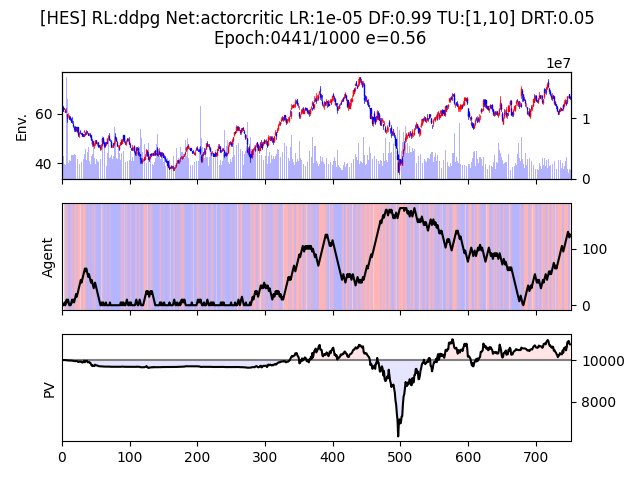 [HES] RL:ddpg Net:actorcritic LR:1e-05 DF:0.99 TU:[1,10] DRT:0.05
Epoch:0441/1000 e=0.56
1e7
Env.
60
40
1
0
Agent
100
0
PV
10000
8000
0 100 200 300 400 500 600 700